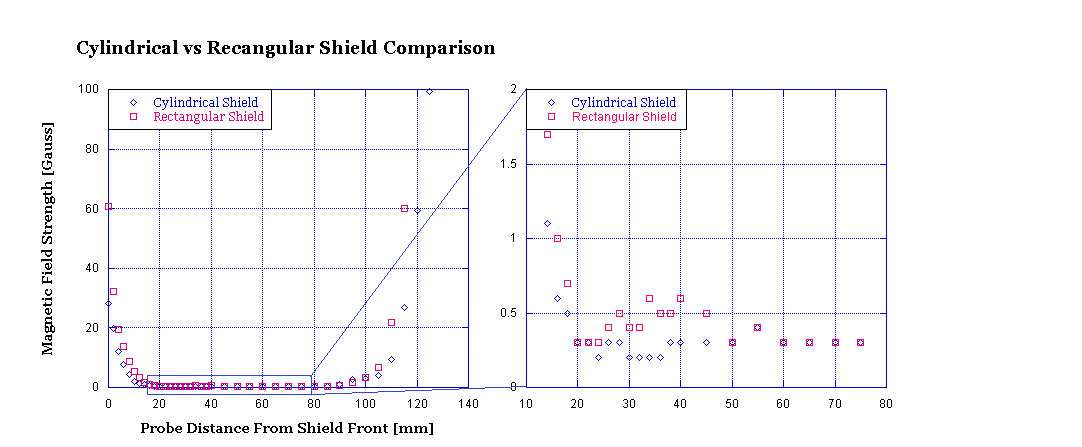 Cylindrical vs Recangular Shield Comparison
Magnetic Field Strength [Gauss]
100
80
60
40
20
0
Cylindrical Shield
Rectangular Shield
0 20 40 60 80 100 120 140
Probe Distance From Shield Front [mm]
2
1.5
1
0.5
0
Cylindrical Shield
Rectangular Shield
10 20 30 40 50 60 70 80